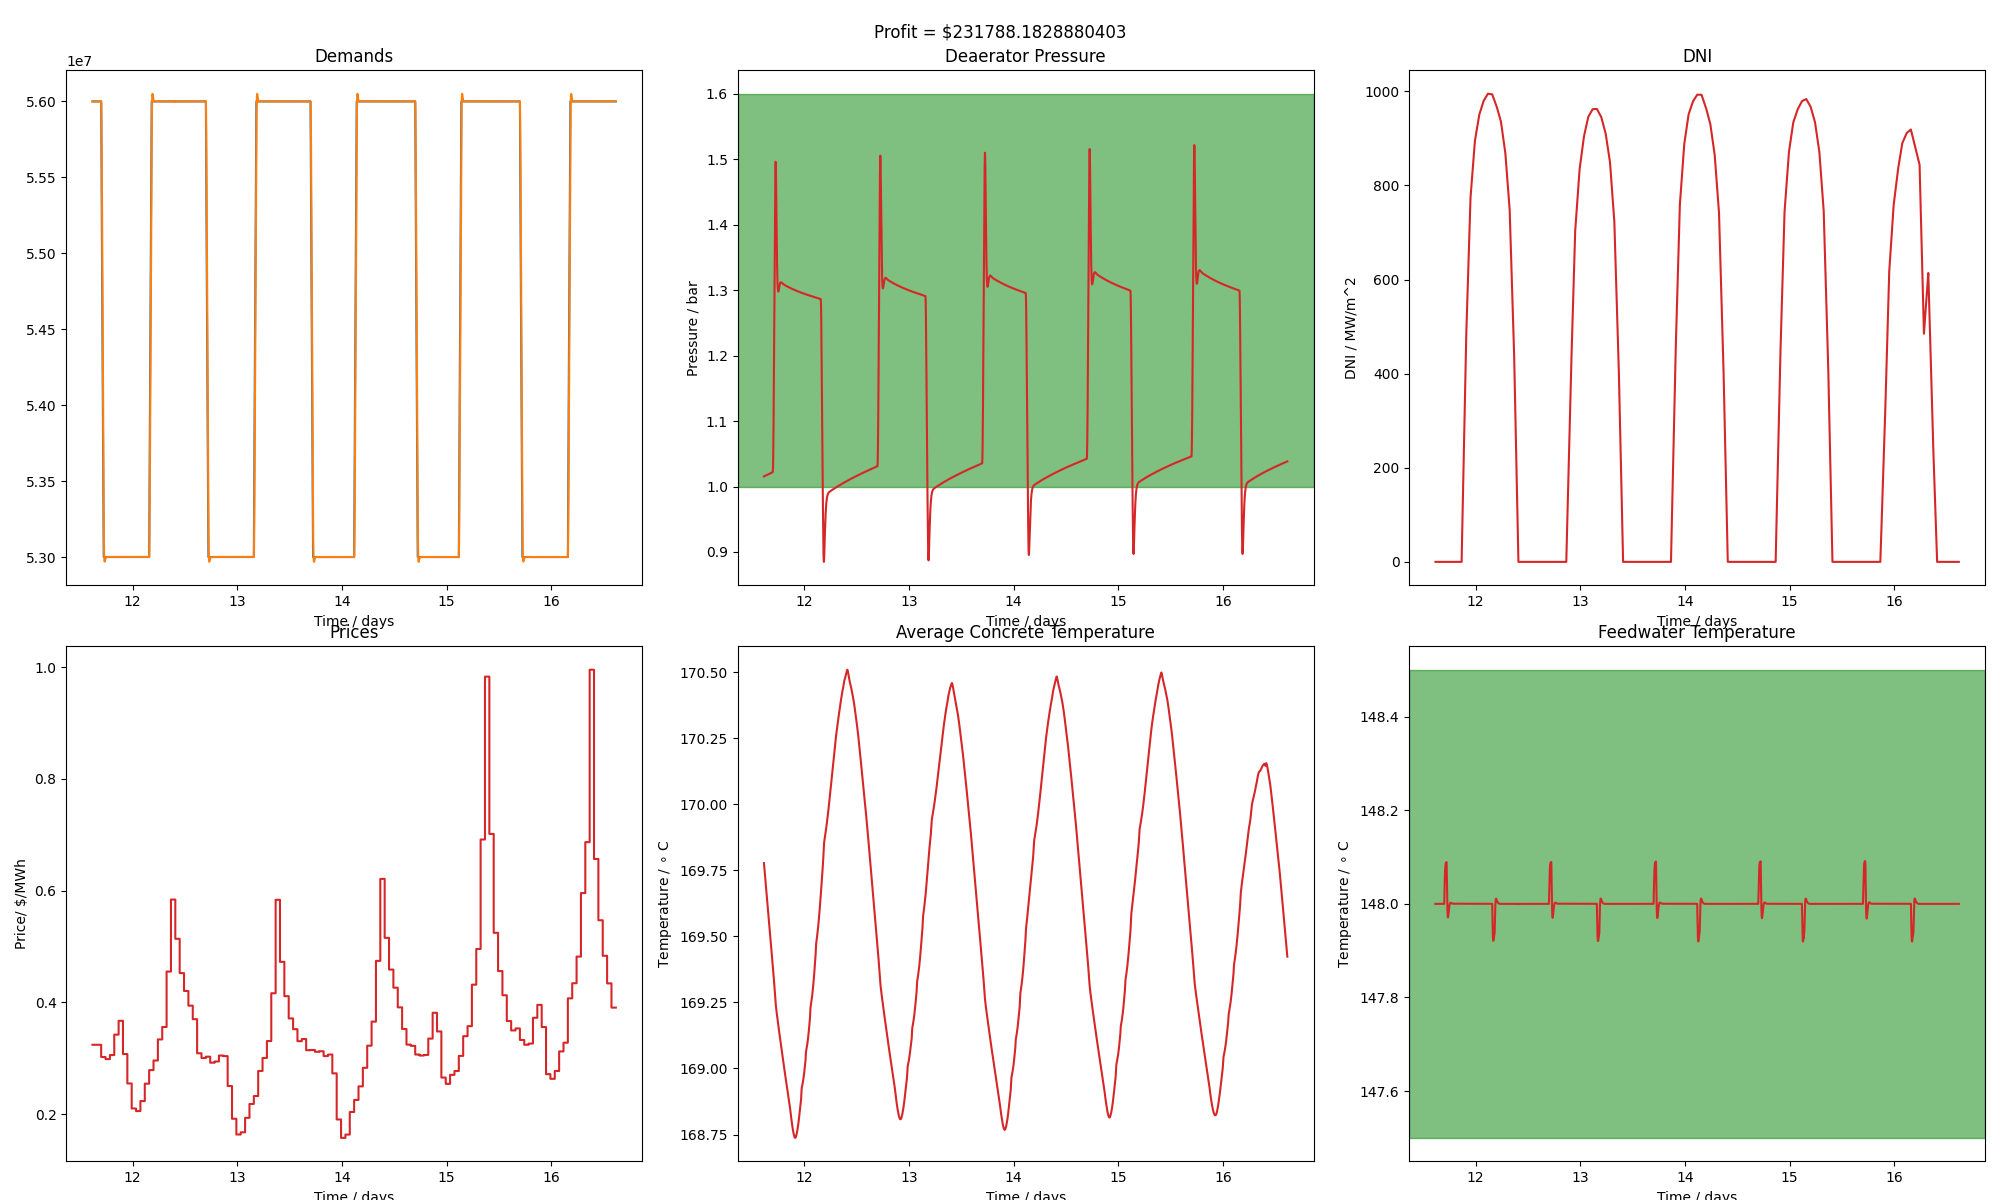 Profit = $231788.1828880403
Demands
1e7
5.60
5.55
5.50
5.45
5.40
5.35
5.30
12 13 14 15 16
Time / days
Deaerator Pressure
Pressure / bar
1.6
1.5
1.4
1.3
1.2
1.1
1.0
0.9
12 13 14 15 16
Time / days
DNI
DNI / MW/m^2
1000
800
600
400
200
0
12 13 14 15 16
Time / days
Prices
Price/ $/MWh
1.0
0.8
0.6
0.4
0.2
12 13 14 15 16
Time / days
Average Concrete Temperature
Temperature / ∘ C
170.50
170.25
170.00
169.75
169.50
169.25
169.00
168.75
12 13 14 15 16
Time / days
Feedwater Temperature
Temperature / ∘ C
148.4
148.2
148.0
147.8
147.6
12 13 14 15 16
Time / days